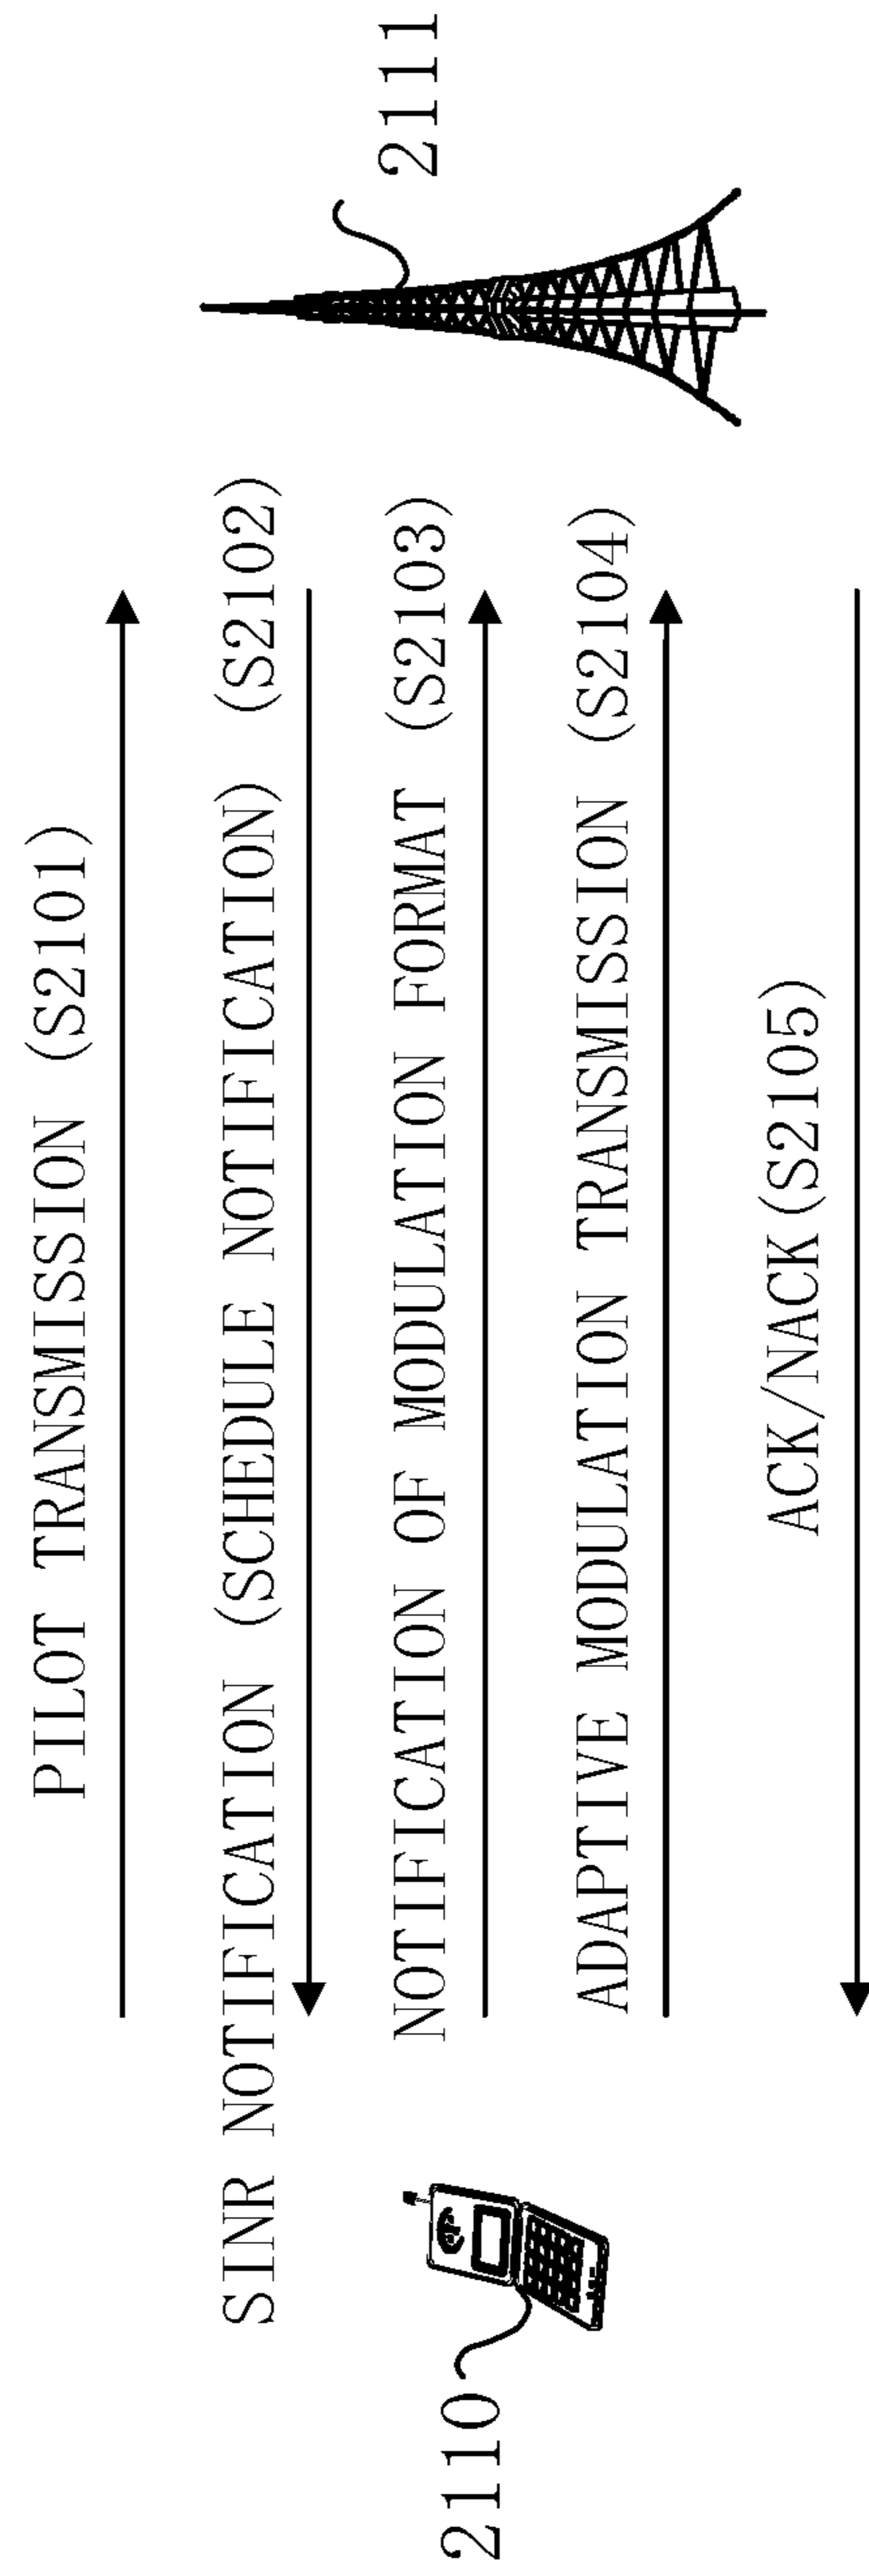 PILOT TRANSMISSION (S2101)
SINR NOTIFICATION (SCHEDULE NOTIFICATION) (S2102)
NOTIFICATION OF MODULATION FORMAT (S2103)
ADAPTIVE MODULATION TRANSMISSION (S2104)
ACK/NACK(S2105)
2110
2111